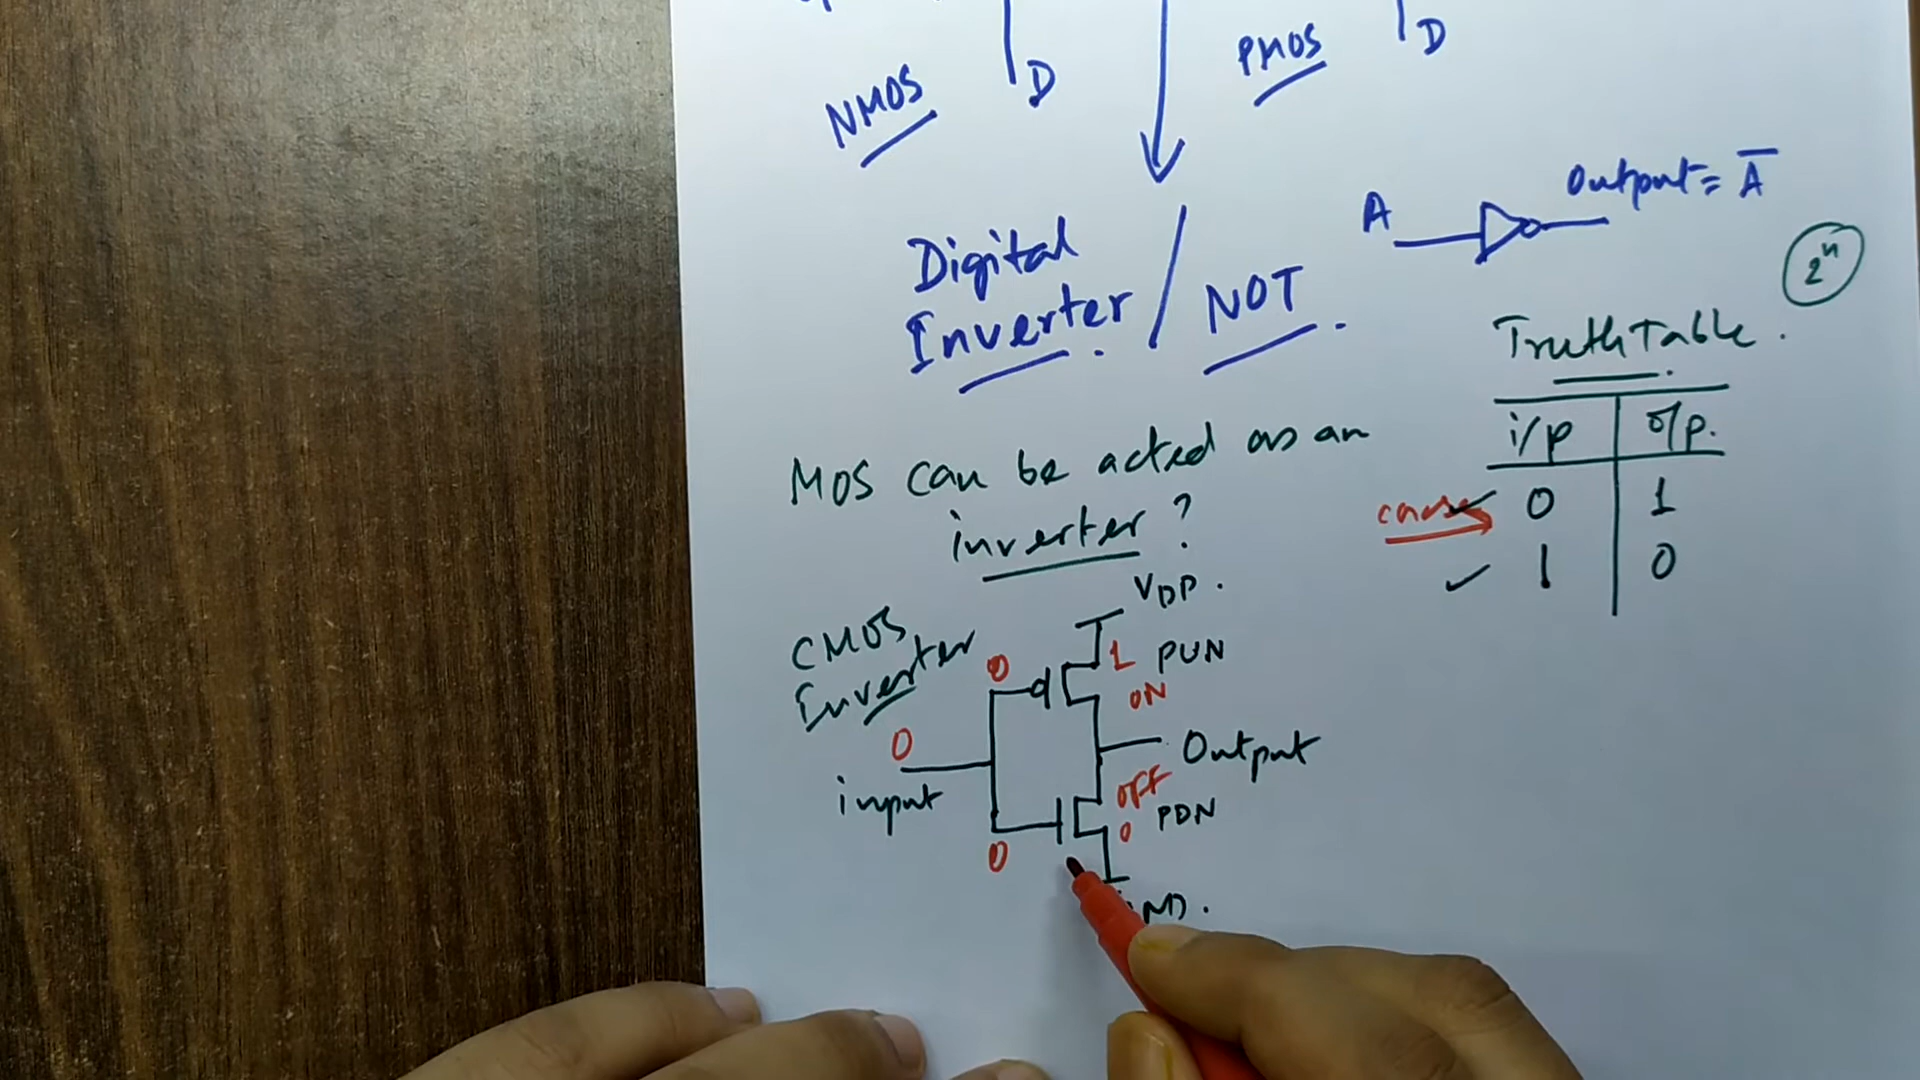 D
D
NMOS
PMOS
A
Output = A̅
Digital
Inverter / NOT.
2ⁿ
Truth Table.
i/p o/p.
0 1
1 0
MOS can be acted as an
inverter?
VDD.
CMOS
Inverter
0
1 PUN
ON
0
input
Output
OFF
PDN
0
0